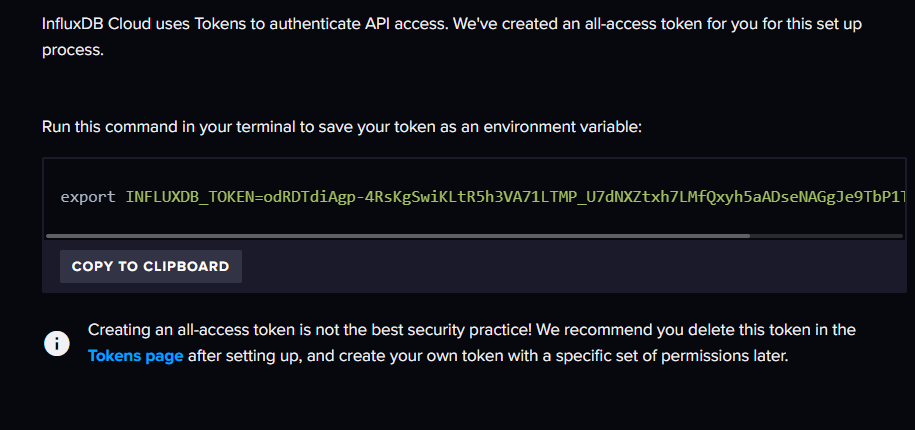 InfluxDB Cloud uses Tokens to authenticate API access. We've created an all-access token for you for this set up
process.
Run this command in your terminal to save your token as an environment variable:
export INFLUXDB_TOKEN=odRDTdiAgp-4RsKgSwiKLtR5h3VA71LTMP_U7dNXZtxh7LMfQxyh5aADseNAGgJe9TbP1
COPY TO CLIPBOARD
Creating an all-access token is not the best security practice! We recommend you delete this token in the
Tokens page after setting up, and create your own token with a specific set of permissions later.